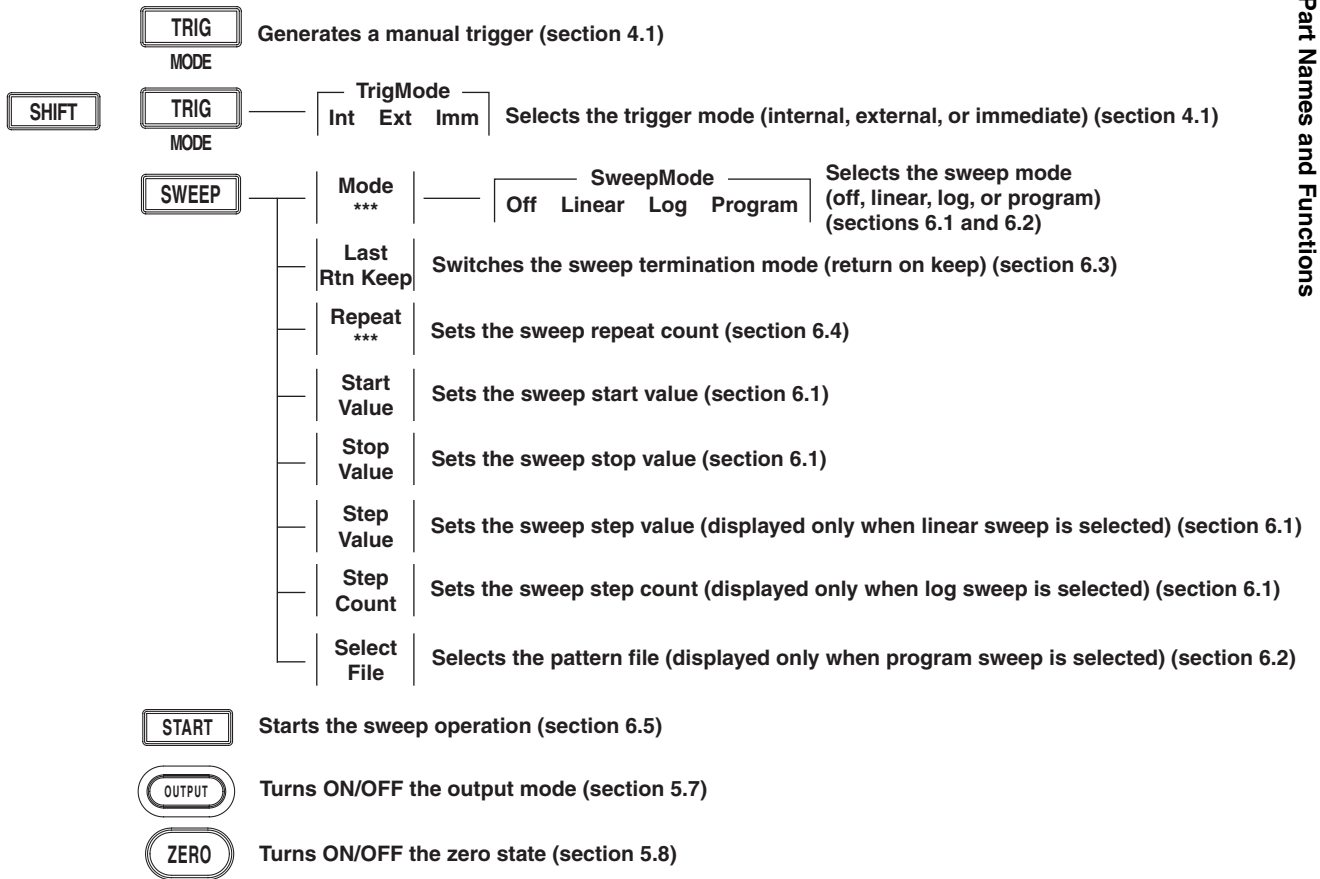 Part Names and Functions
TRIG
MODE
Generates a manual trigger (section 4.1)
SHIFT
TRIG
MODE
TrigMode
Int Ext Imm
Selects the trigger mode (internal, external, or immediate) (section 4.1)
SWEEP
Mode
***
SweepMode
Off Linear Log Program
Selects the sweep mode
(off, linear, log, or program)
(sections 6.1 and 6.2)
Last
Rtn Keep
Switches the sweep termination mode (return on keep) (section 6.3)
Repeat
***
Sets the sweep repeat count (section 6.4)
Start
Value
Sets the sweep start value (section 6.1)
Stop
Value
Sets the sweep stop value (section 6.1)
Step
Value
Sets the sweep step value (displayed only when linear sweep is selected) (section 6.1)
Step
Count
Sets the sweep step count (displayed only when log sweep is selected) (section 6.1)
Select
File
Selects the pattern file (displayed only when program sweep is selected) (section 6.2)
START
Starts the sweep operation (section 6.5)
OUTPUT
Turns ON/OFF the output mode (section 5.7)
ZERO
Turns ON/OFF the zero state (section 5.8)